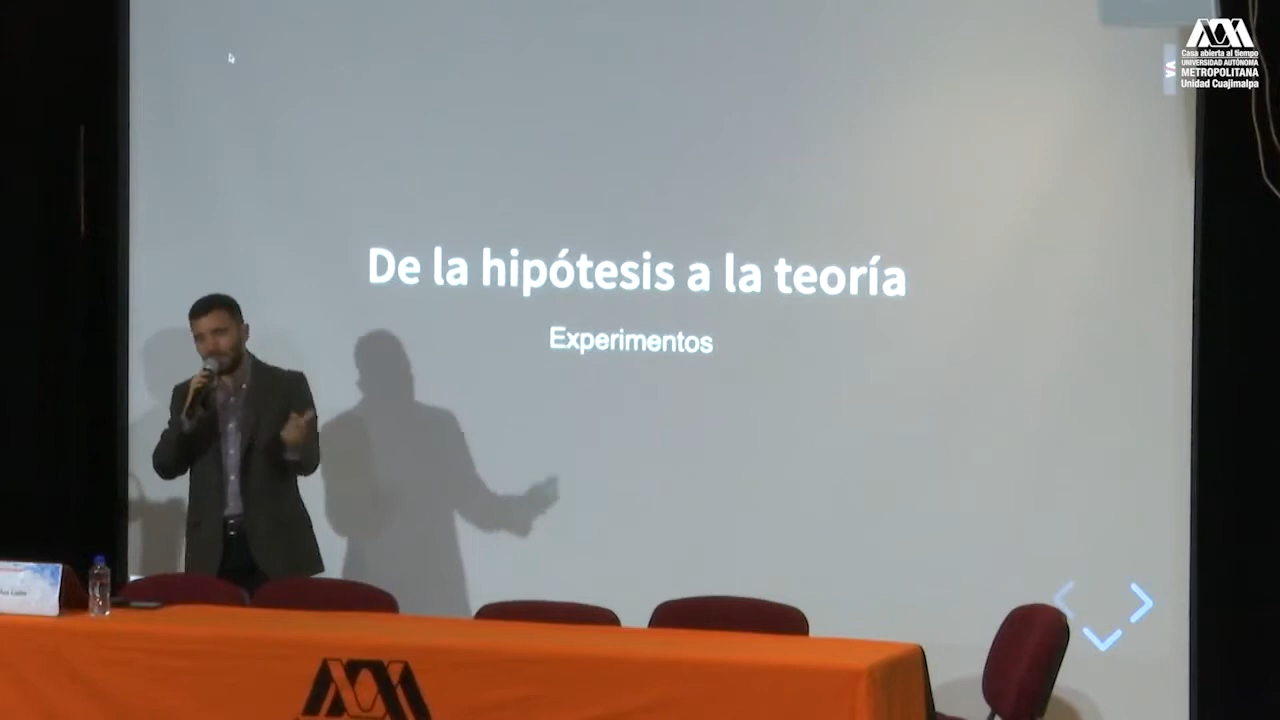 De la hipótesis a la teoría
Experimentos
Casa abierta al tiempo
UNIVERSIDAD AUTÓNOMA
METROPOLITANA
Unidad Cuajimalpa